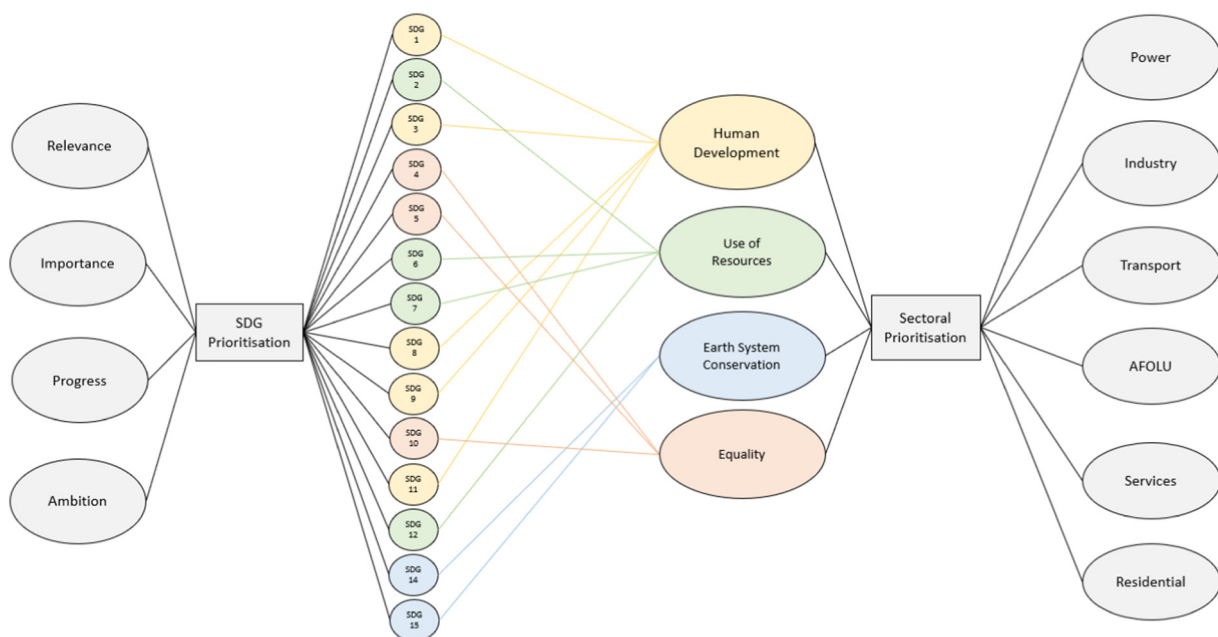 Relevance
Importance
Progress
Ambition
SDG
Prioritisation
SDG
1
SDG
2
SDG
3
SDG
4
SDG
5
SDG
6
SDG
7
SDG
8
SDG
9
SDG
10
SDG
11
SDG
12
SDG
14
SDG
15
Human
Development
Use of
Resources
Earth System
Conservation
Equality
Sectoral
Prioritisation
Power
Industry
Transport
AFOLU
Services
Residential